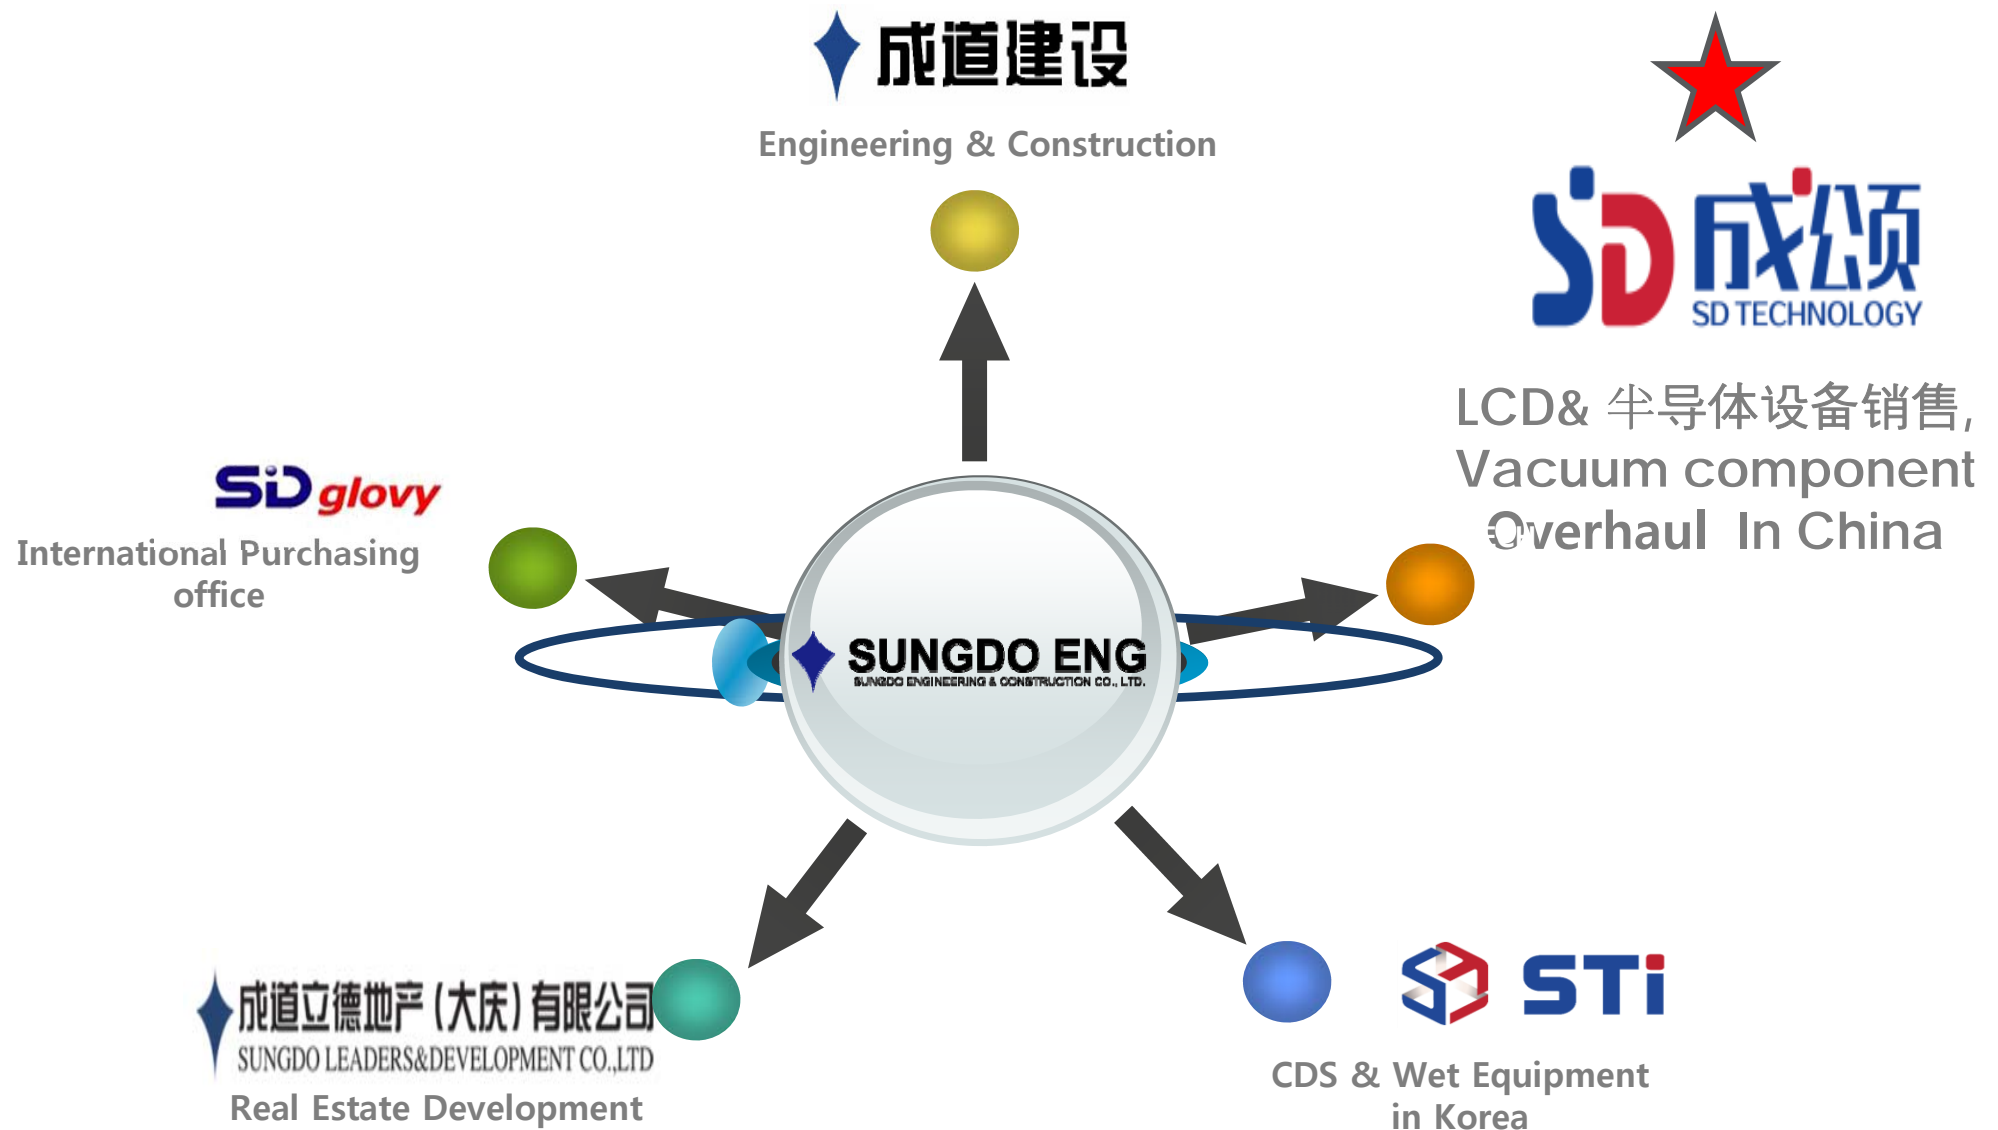 成道建设
Engineering & Construction
SD 成颂
SD TECHNOLOGY
LCD& 半导体设备销售,
Vacuum component
Overhaul In China
SD glovy
International Purchasing
office
SUNGDO ENG
SUNGDO ENGINEERING & CONSTRUCTION CO., LTD.
成道立德地产(大庆)有限公司
SUNGDO LEADERS&DEVELOPMENT CO.,LTD
Real Estate Development
STi
CDS & Wet Equipment
in Korea